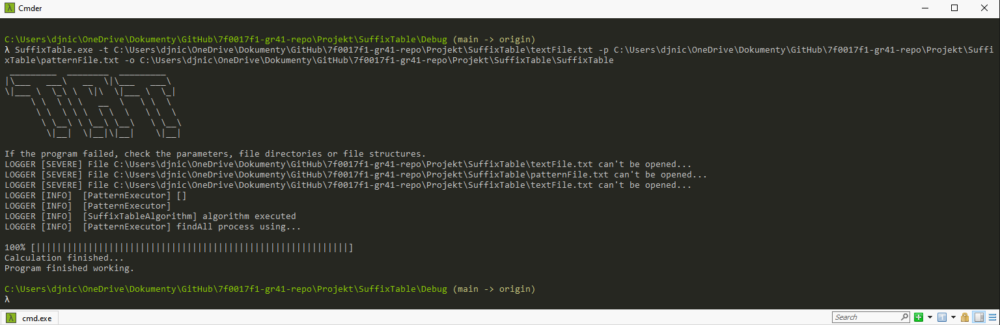 Cmder
C:\Users\djnic\OneDrive\Dokumenty\GitHub\7f0017f1-gr41-repo\Projekt\SuffixTable\Debug (main -> origin)
λ SuffixTable.exe -t C:\Users\djnic\OneDrive\Dokumenty\GitHub\7f0017f1-gr41-repo\Projekt\SuffixTable\textFile.txt -p C:\Users\djnic\OneDrive\Dokumenty\GitHub\7f0017f1-gr41-repo\Projekt\Suffi
xTable\patternFile.txt -o C:\Users\djnic\OneDrive\Dokumenty\GitHub\7f0017f1-gr41-repo\Projekt\SuffixTable\SuffixTable
 _________  ________  _________
|\___   ___\   __  \|\___   ___\
\|___ \  \_\ \  \|\  \|___ \  \_|
     \ \  \ \ \   __  \   \ \  \
      \ \  \ \ \  \ \  \   \ \  \
       \ \__\ \ \__\ \__\   \ \__\
        \|__|  \|__|\|__|    \|__|
If the program failed, check the parameters, file directories or file structures.
LOGGER [SEVERE] File C:\Users\djnic\OneDrive\Dokumenty\GitHub\7f0017f1-gr41-repo\Projekt\SuffixTable\textFile.txt can't be opened...
LOGGER [SEVERE] File C:\Users\djnic\OneDrive\Dokumenty\GitHub\7f0017f1-gr41-repo\Projekt\SuffixTable\patternFile.txt can't be opened...
LOGGER [SEVERE] File C:\Users\djnic\OneDrive\Dokumenty\GitHub\7f0017f1-gr41-repo\Projekt\SuffixTable\textFile.txt can't be opened...
LOGGER [INFO]  [PatternExecutor] []
LOGGER [INFO]  [PatternExecutor]
LOGGER [INFO]  [SuffixTableAlgorithm] algorithm executed
LOGGER [INFO]  [PatternExecutor] findAll process using...
100% [||||||||||||||||||||||||||||||||||||||||||||||||||||||||||||]
Calculation finished...
Program finished working.
C:\Users\djnic\OneDrive\Dokumenty\GitHub\7f0017f1-gr41-repo\Projekt\SuffixTable\Debug (main -> origin)
λ
cmd.exe
Search